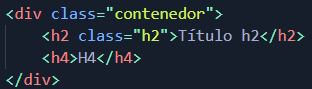 <div class="contenedor">
    <h2 class="h2">Título h2</h2>
    <h4>H4</h4>
</div>